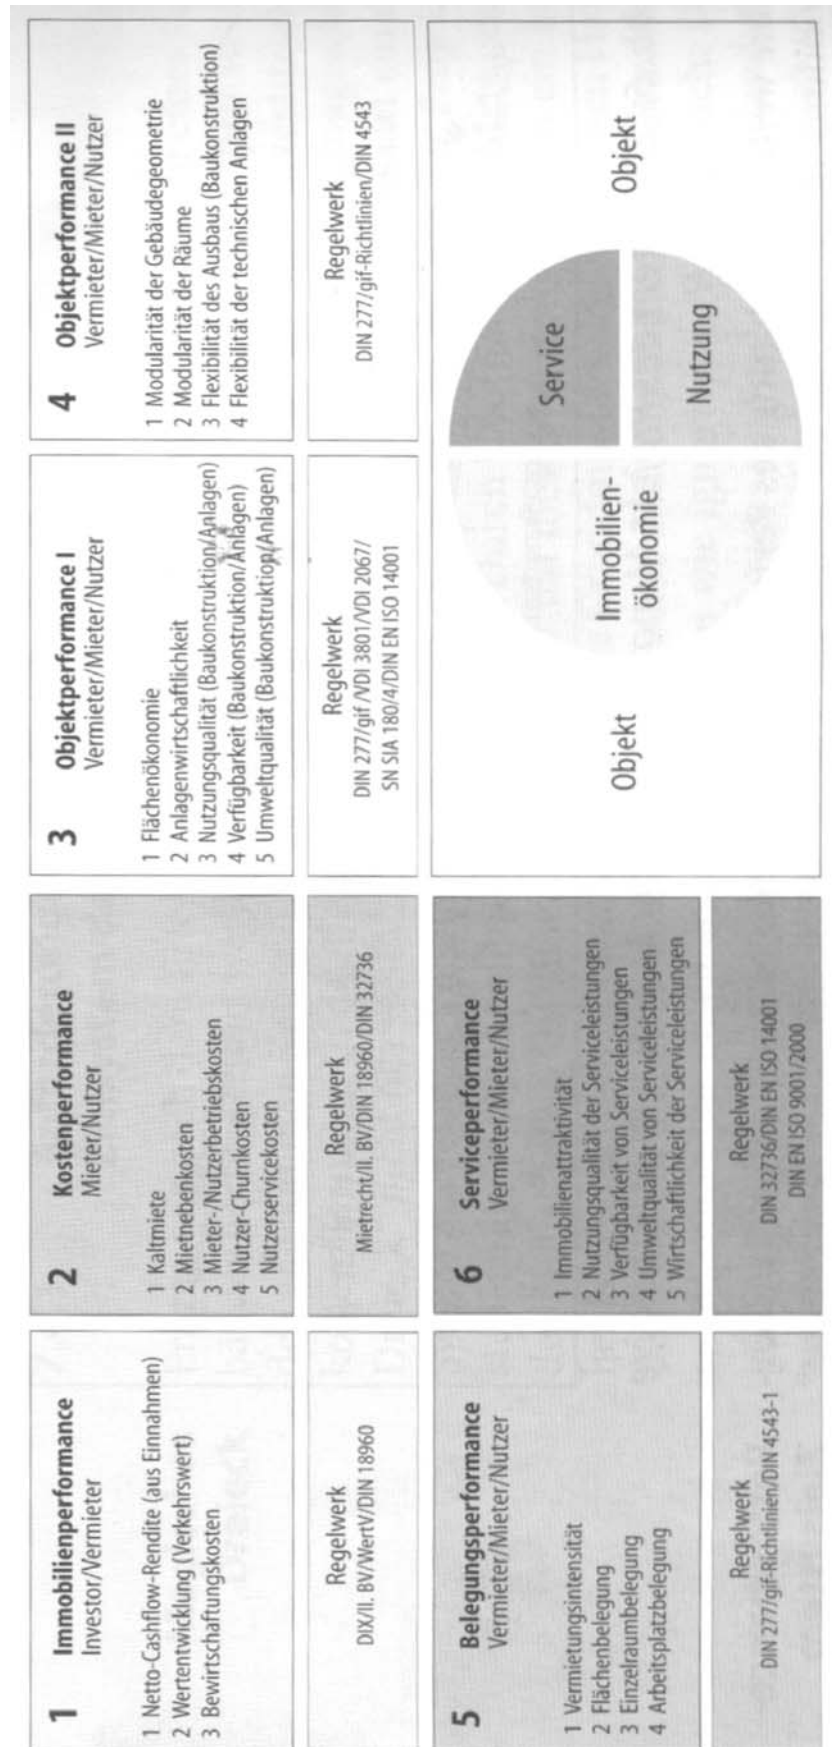 1 Immobilienperformance
Investor/Vermieter
1 Netto-Cashflow-Rendite (aus Einnahmen)
2 Wertentwicklung (Verkehrswert)
3 Bewirtschaftungskosten
Regelwerk
DIX/II. BV/WertV/DIN 18960
2 Kostenperformance
Mieter/Nutzer
1 Kaltmiete
2 Mietnebenkosten
3 Mieter-/Nutzerbetriebskosten
4 Nutzer-Churnkosten
5 Nutzerservicekosten
Regelwerk
Mietrecht/II. BV/DIN 18960/DIN 32736
3 Objektperformance I
Vermieter/Mieter/Nutzer
1 Flächenökonomie
2 Anlagenwirtschaftlichkeit
3 Nutzungsqualität (Baukonstruktion/Anlagen)
4 Verfügbarkeit (Baukonstruktion/Anlagen)
5 Umweltqualität (Baukonstruktion/Anlagen)
Regelwerk
DIN 277/gif /VDI 3801/VDI 2067/
SN SIA 180/4/DIN EN ISO 14001
4 Objektperformance II
Vermieter/Mieter/Nutzer
1 Modularität der Gebäudegeometrie
2 Modularität der Räume
3 Flexibilität des Ausbaus (Baukonstruktion)
4 Flexibilität der technischen Anlagen
Regelwerk
DIN 277/gif-Richtlinien/DIN 4543
5 Belegungsperformance
Vermieter/Mieter/Nutzer
1 Vermietungsintensität
2 Flächenbelegung
3 Einzelraumbelegung
4 Arbeitsplatzbelegung
Regelwerk
DIN 277/gif-Richtlinien/DIN 4543-1
6 Serviceperformance
Vermieter/Mieter/Nutzer
1 Immobilienattraktivität
2 Nutzungsqualität der Serviceleistungen
3 Verfügbarkeit von Serviceleistungen
4 Umweltqualität von Serviceleistungen
5 Wirtschaftlichkeit der Serviceleistungen
Regelwerk
DIN 32736/DIN EN ISO 14001
DIN EN ISO 9001/2000
Objekt
Immobilien-
ökonomie
Service
Nutzung
Objekt